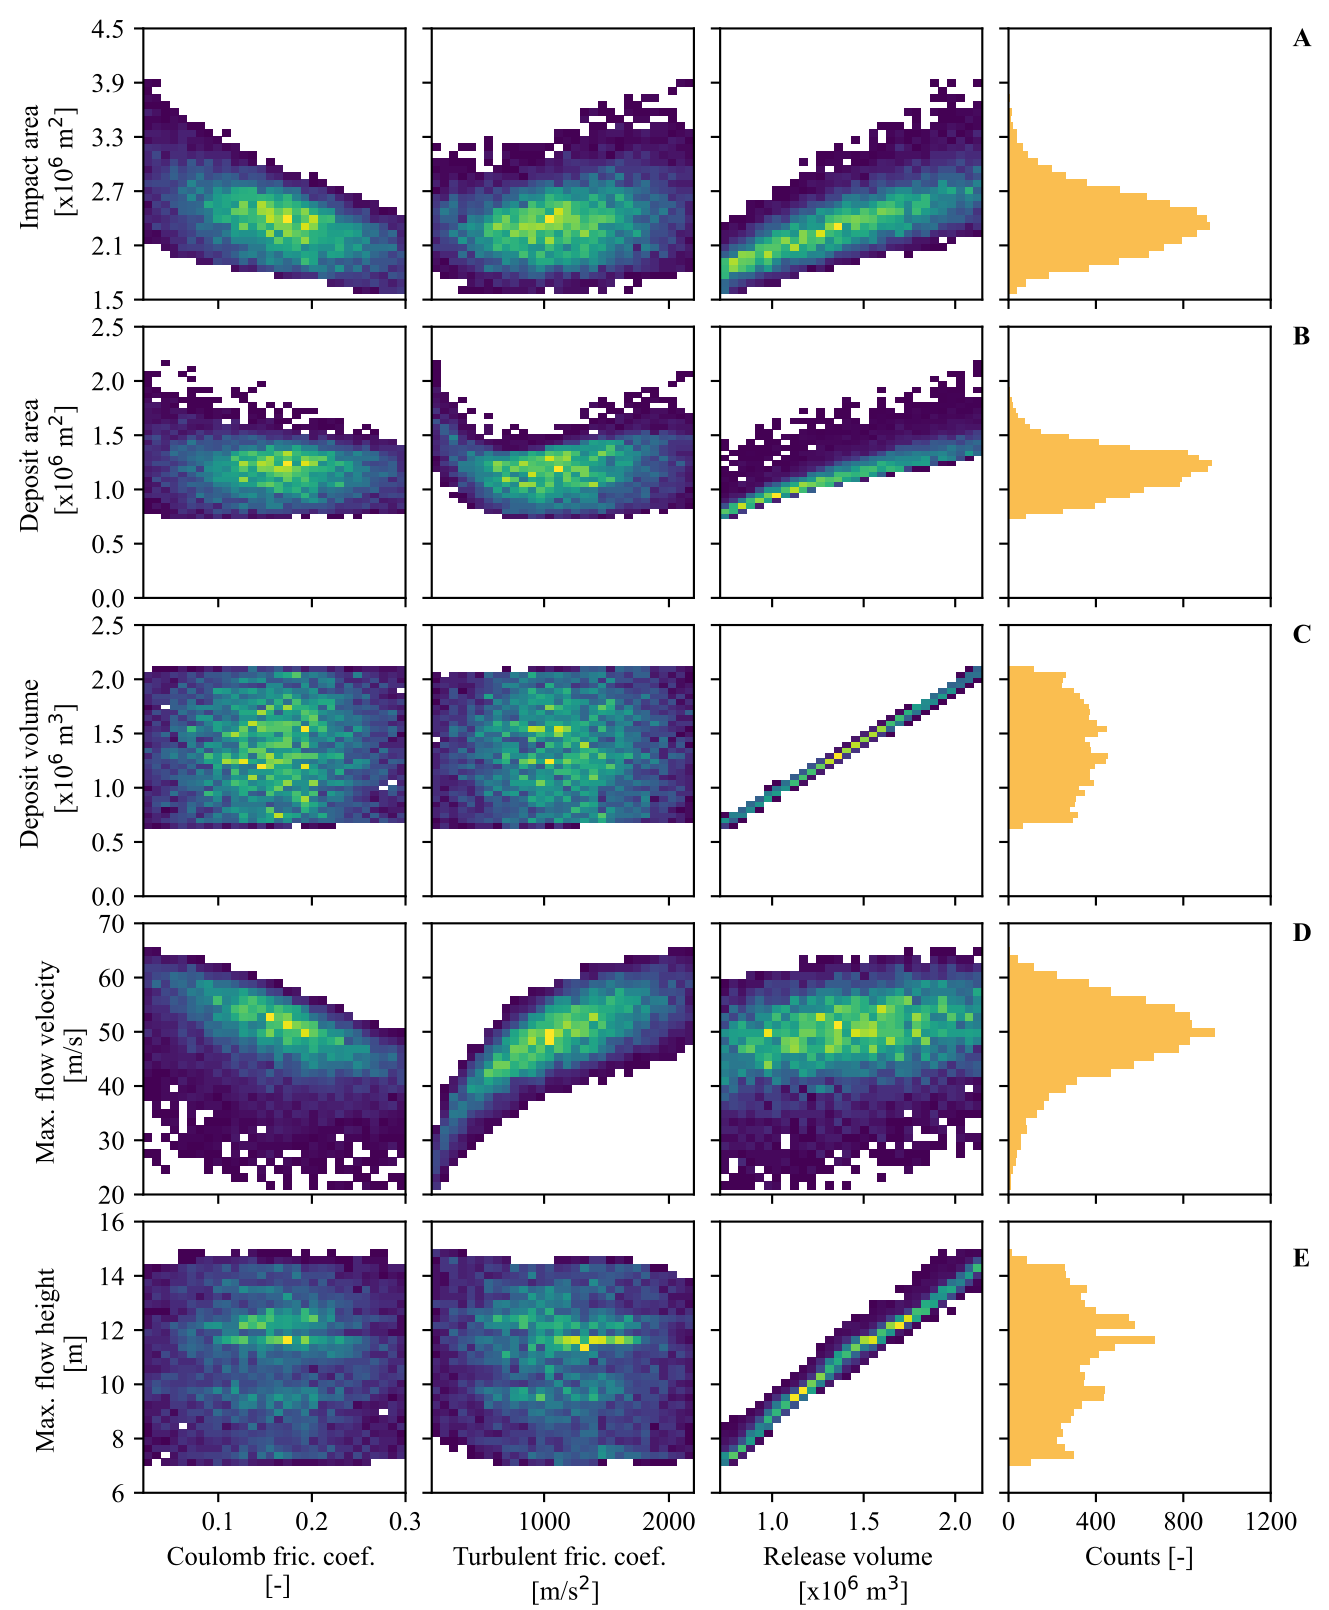 A
4.5
3.9
3.3
2.7
2.1
1.5
Impact area
[x10⁶ m²]
B
2.5
2.0
1.5
1.0
0.5
0.0
Deposit area
[x10⁶ m²]
C
2.5
2.0
1.5
1.0
0.5
0.0
Deposit volume
[x10⁶ m³]
D
70
60
50
40
30
20
Max. flow velocity
[m/s]
E
16
14
12
10
8
6
Max. flow height
[m]
0.1 0.2 0.3 1000 2000 1.0 1.5 2.0 0 400 800 1200
Coulomb fric. coef. Turbulent fric. coef. Release volume Counts [-]
[-] [m/s²] [x10⁶ m³]